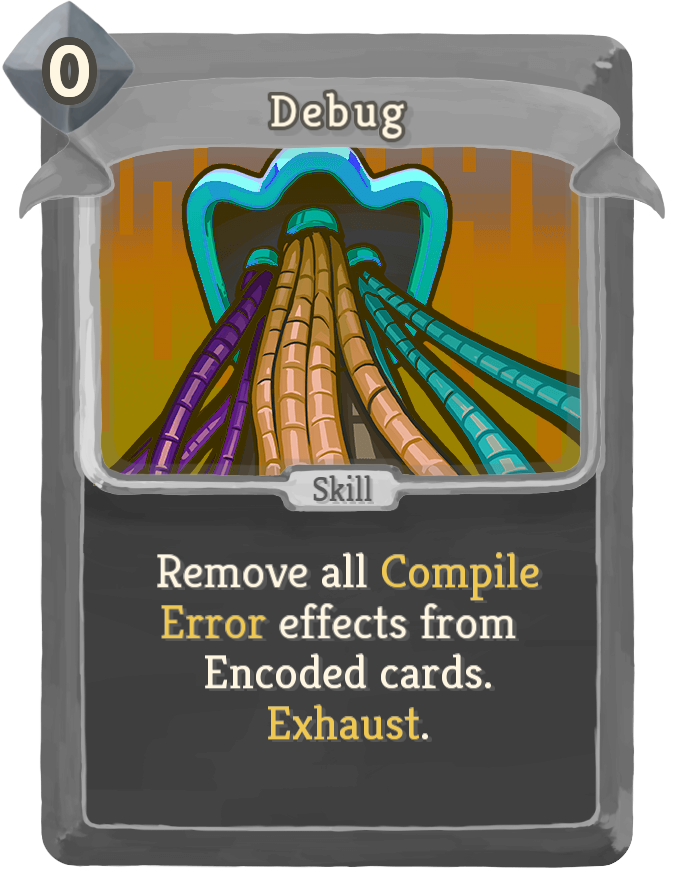 0
Debug
Skill
Remove all Compile
Error effects from
Encoded cards.
Exhaust.